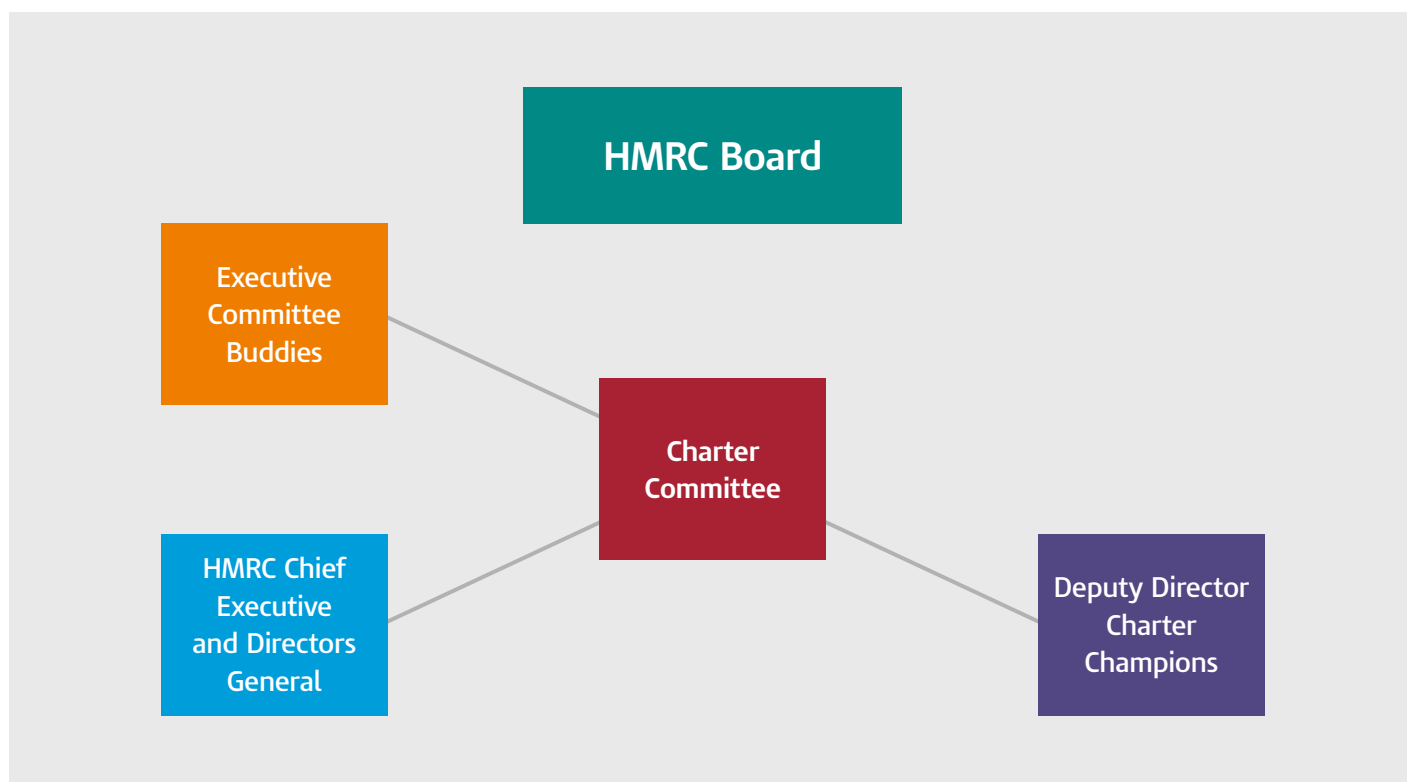 HMRC Board
Executive
Committee
Buddies
Charter
Committee
HMRC Chief
Executive
and Directors
General
Deputy Director
Charter
Champions